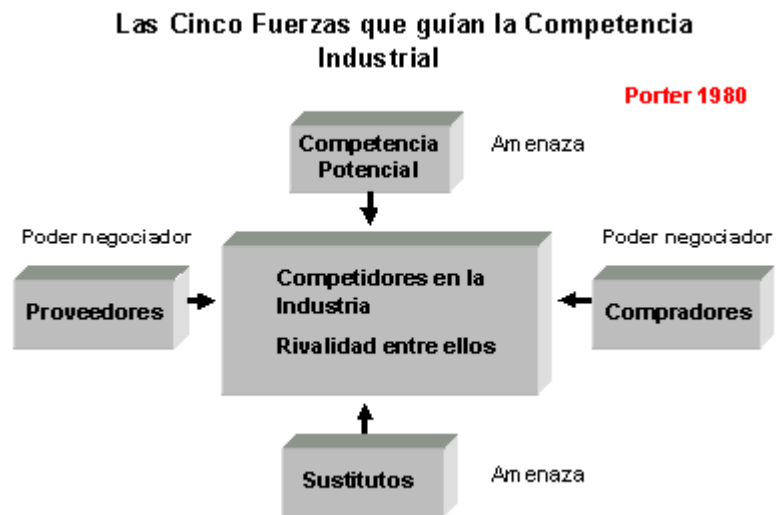 Las Cinco Fuerzas que guían la Competencia
Industrial
Porter 1980
Competencia
Potencial
Amenaza
Poder negociador
Poder negociador
Proveedores
Competidores en la
Industria
Rivalidad entre ellos
Compradores
Sustitutos
Amenaza